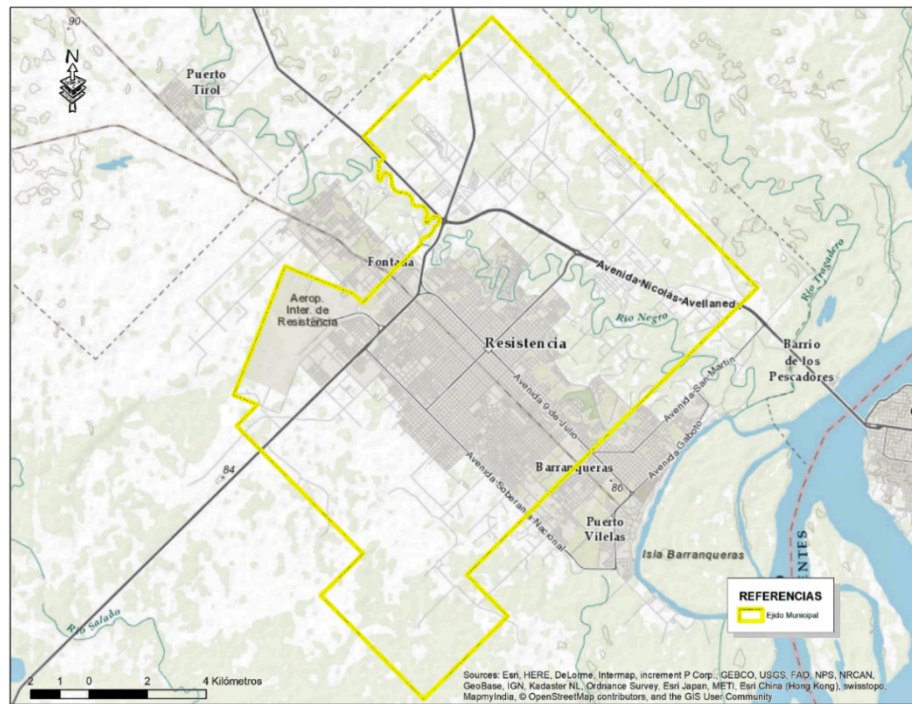 90
N
Puerto
Tirol
Fontana
Aerop.
Inter. de
Resistencia
Avenida-Nicolás-Avellaned
Río Tragadero
Río Negro
Resistencia
Barrio
de los
Pescadores
Avenida-San-Martín
Avenida 9 de Julio
Avenida Gaboto
Barranqueras
84
86
Avenida-Soberanía-Nacional
Puerto
Vilelas
Isla Barranqueras
ENTES
REFERENCIAS
Ejido Municipal
Río Salado
2 1 0 2 4 Kilómetros
Sources: Esri, HERE, DeLorme, Intermap, increment P Corp., GEBCO, USGS, FAO, NPS, NRCAN,
GeoBase, IGN, Kadaster NL, Ordnance Survey, Esri Japan, METI, Esri China (Hong Kong), swisstopo,
MapmyIndia, © OpenStreetMap contributors, and the GIS User Community